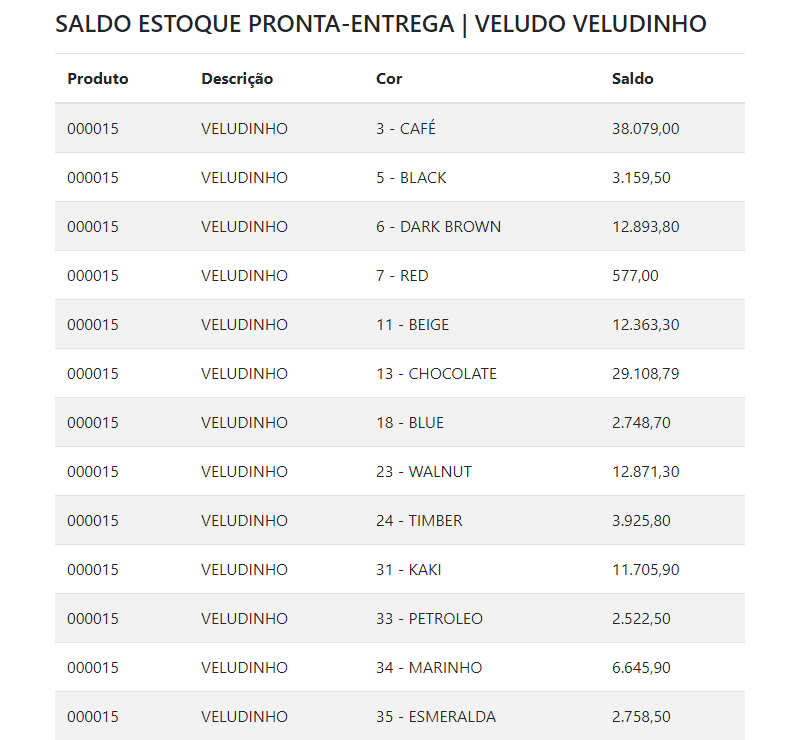 SALDO ESTOQUE PRONTA-ENTREGA | VELUDO VELUDINHO
Produto Descrição Cor Saldo
000015 VELUDINHO 3 - CAFÉ 38.079,00
000015 VELUDINHO 5 - BLACK 3.159,50
000015 VELUDINHO 6 - DARK BROWN 12.893,80
000015 VELUDINHO 7 - RED 577,00
000015 VELUDINHO 11 - BEIGE 12.363,30
000015 VELUDINHO 13 - CHOCOLATE 29.108,79
000015 VELUDINHO 18 - BLUE 2.748,70
000015 VELUDINHO 23 - WALNUT 12.871,30
000015 VELUDINHO 24 - TIMBER 3.925,80
000015 VELUDINHO 31 - KAKI 11.705,90
000015 VELUDINHO 33 - PETROLEO 2.522,50
000015 VELUDINHO 34 - MARINHO 6.645,90
000015 VELUDINHO 35 - ESMERALDA 2.758,50